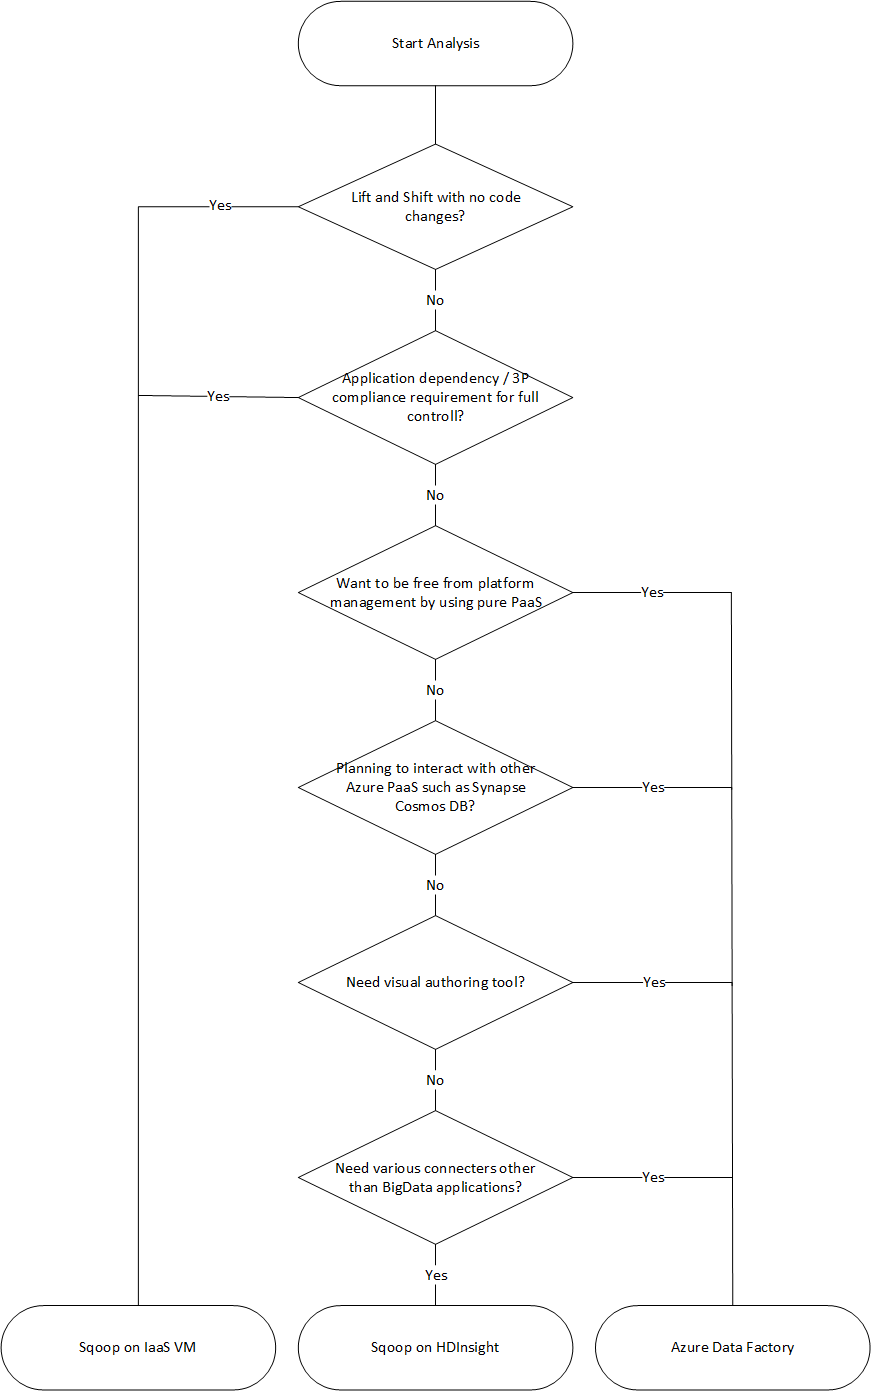 Start Analysis
Lift and Shift with no code
changes?
Yes
No
Application dependency / 3P
compliance requirement for full
controll?
Yes
No
Want to be free from platform
management by using pure PaaS
Yes
No
Planning to interact with other
Azure PaaS such as Synapse
Cosmos DB?
Yes
No
Need visual authoring tool?
Yes
No
Need various connecters other
than BigData applications?
Yes
Yes
Sqoop on IaaS VM
Sqoop on HDInsight
Azure Data Factory